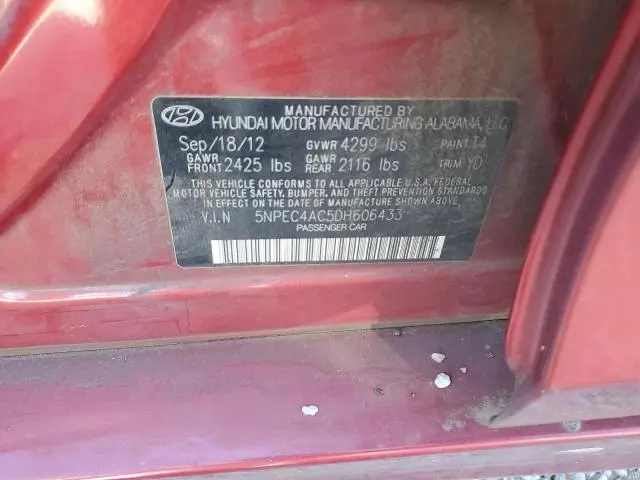 MANUFACTURED BY
HYUNDAI MOTOR MANUFACTURING ALABAMA, LLC
Sep/18/12 GVWR 4299 lbs PAINT T4
GAWR FRONT 2425 lbs GAWR REAR 2116 lbs TRIM YD
THIS VEHICLE CONFORMS TO ALL APPLICABLE U.S.A. FEDERAL
MOTOR VEHICLE SAFETY, BUMPER, AND THEFT PREVENTION STANDARDS
IN EFFECT ON THE DATE OF MANUFACTURE SHOWN ABOVE.
V.I.N 5NPEC4AC5DH606433
PASSENGER CAR